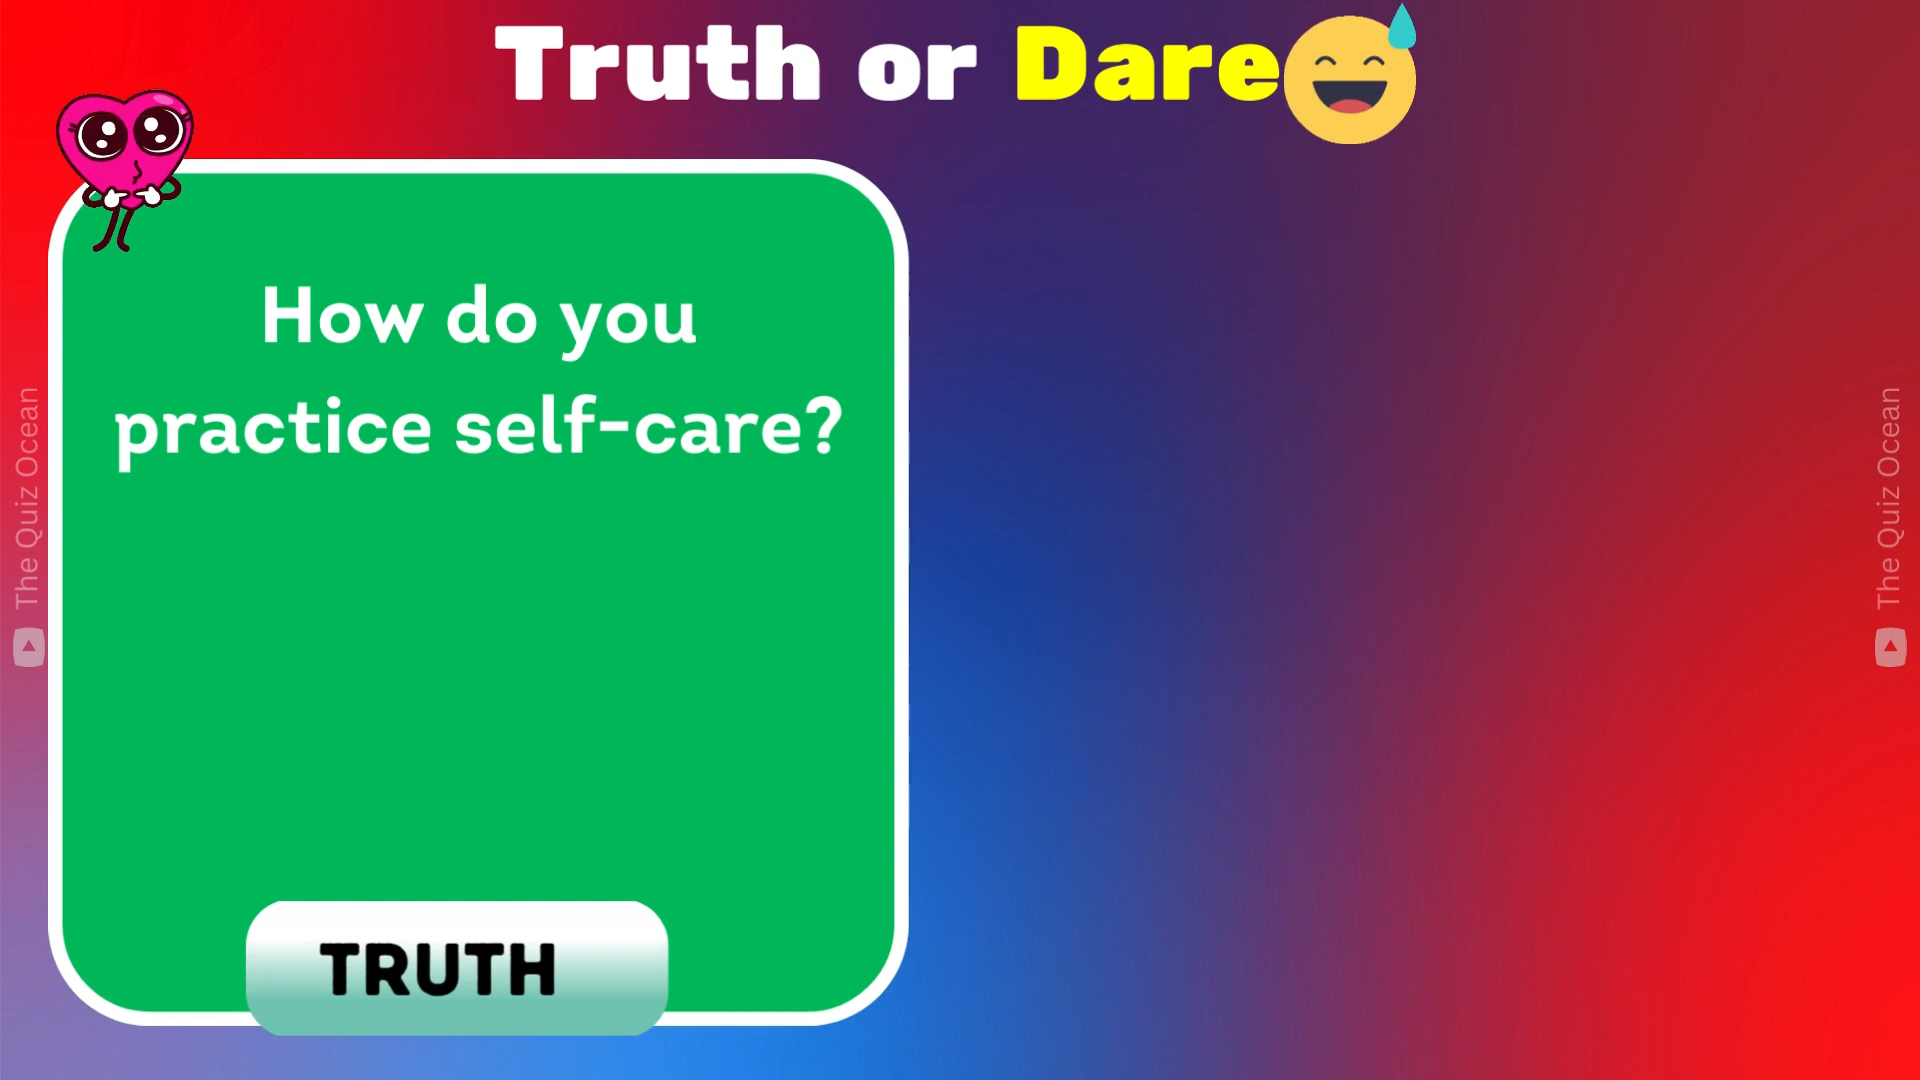 Truth or Dare
How do you
practice self-care?
TRUTH
The Quiz Ocean
The Quiz Ocean